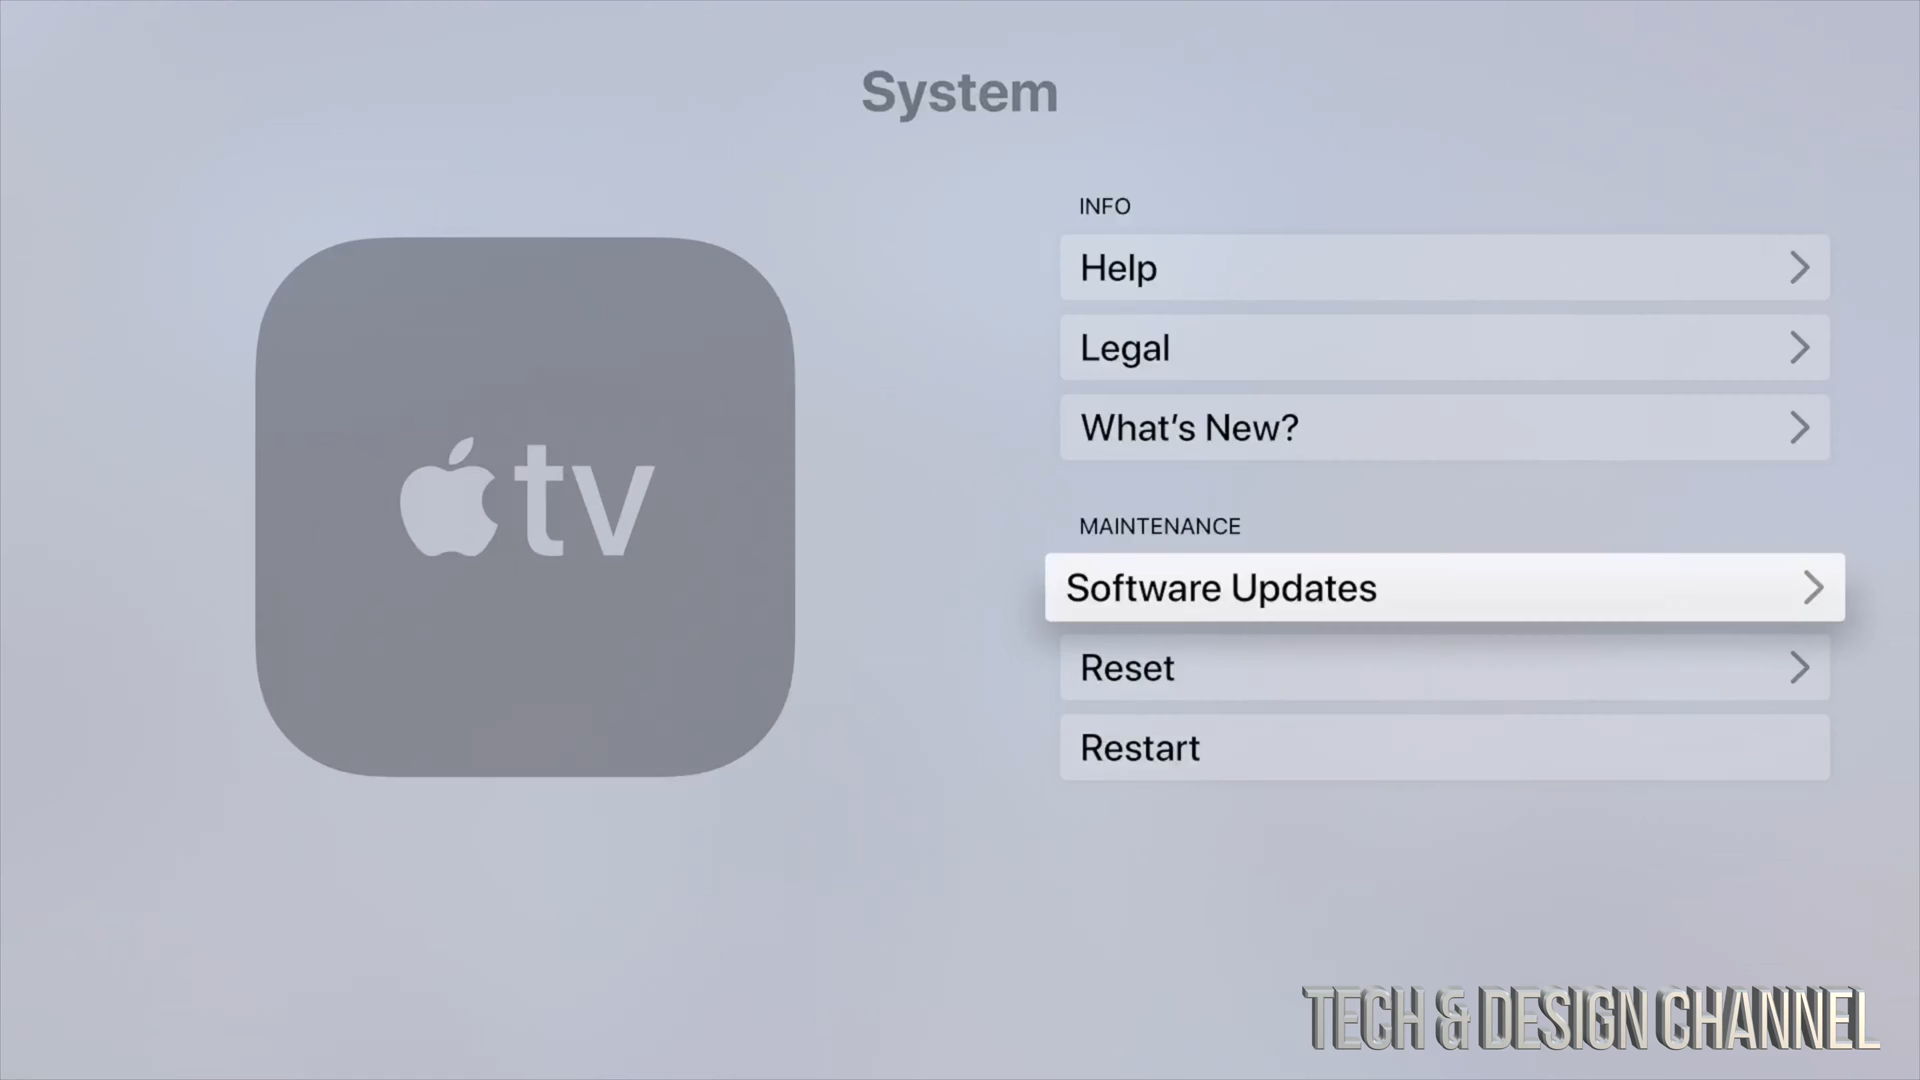 System
INFO
Help
Legal
What's New?
MAINTENANCE
Software Updates
Reset
Restart
tv
TECH & DESIGN CHANNEL